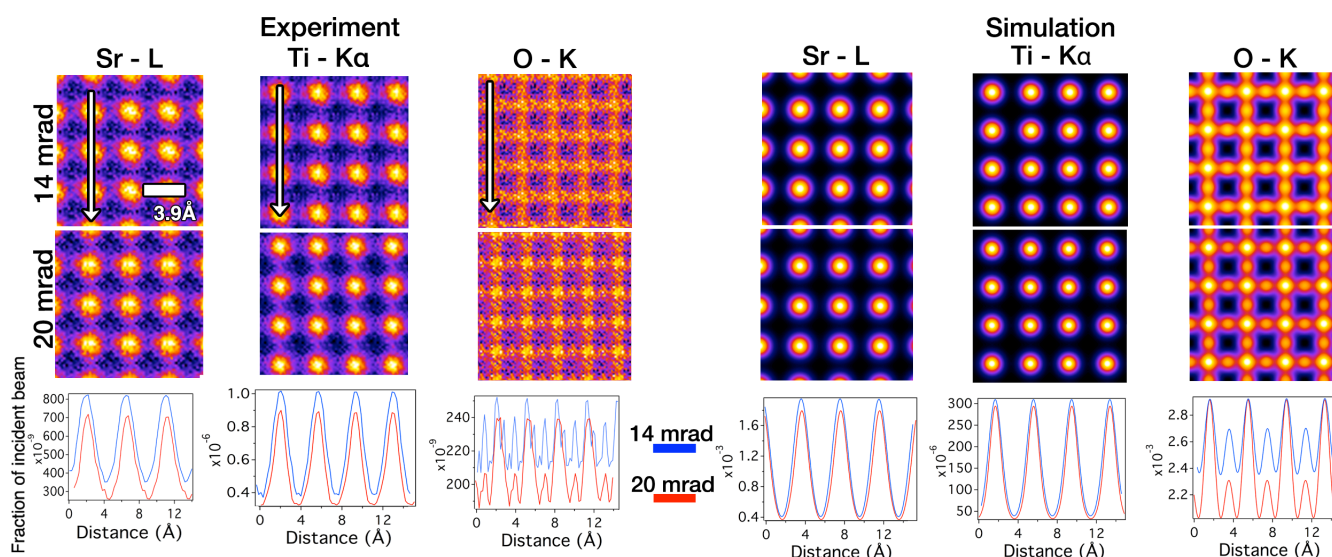 Experiment
Simulation
Sr - L
Ti - Kα
O - K
Sr - L
Ti - Kα
O - K
14 mrad
3.9Å
20 mrad
Fraction of incident beam
x10⁻⁹
800
700
600
500
400
300
0 4 8 12
Distance (Å)
x10⁻⁶
1.0
0.8
0.6
0.4
0 4 8 12
Distance (Å)
x10⁻⁹
240
220
200
0 4 8 12
Distance (Å)
14 mrad
20 mrad
x10⁻³
1.6
1.2
0.8
0.4
0 4 8 12
Distance (Å)
x10⁻⁶
300
250
200
150
100
50
0 4 8 12
Distance (Å)
x10⁻³
2.8
2.6
2.4
2.2
0 4 8 12
Distance (Å)